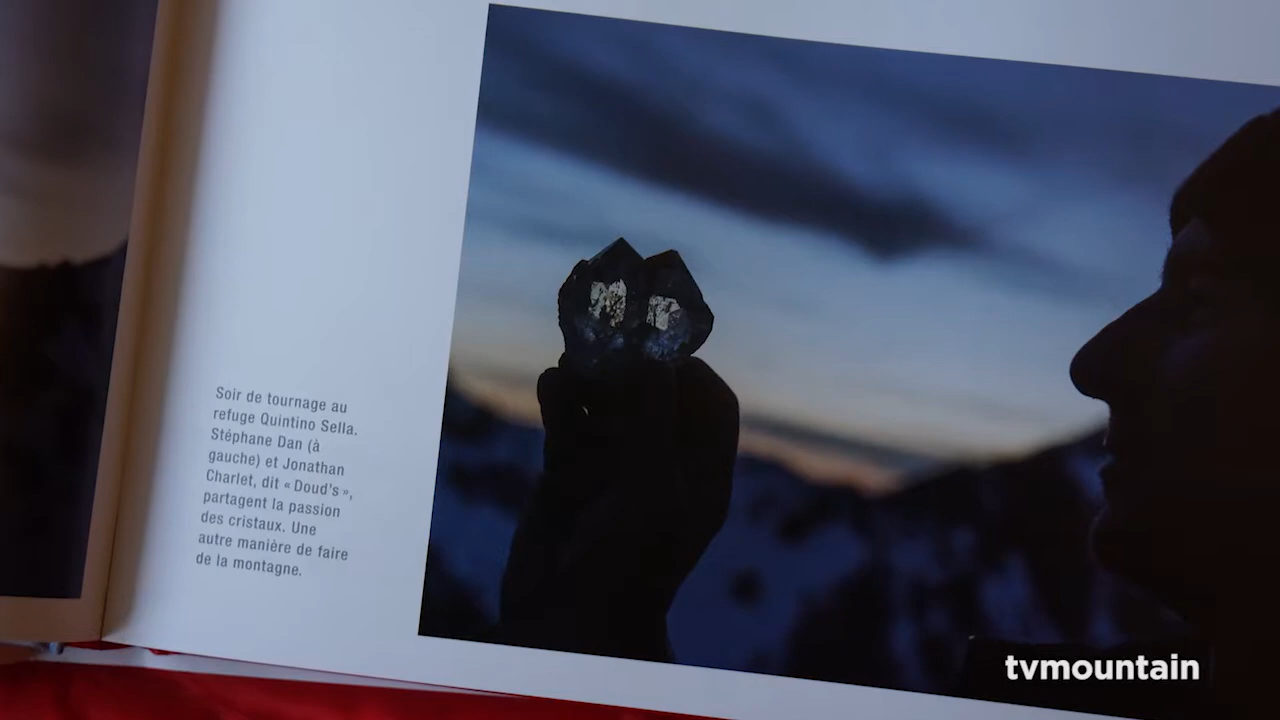 Soir de tournage au
refuge Quintino Sella.
Stéphane Dan (à
gauche) et Jonathan
Charlet, dit « Doud's »,
partagent la passion
des cristaux. Une
autre manière de faire
de la montagne.
tvmountain